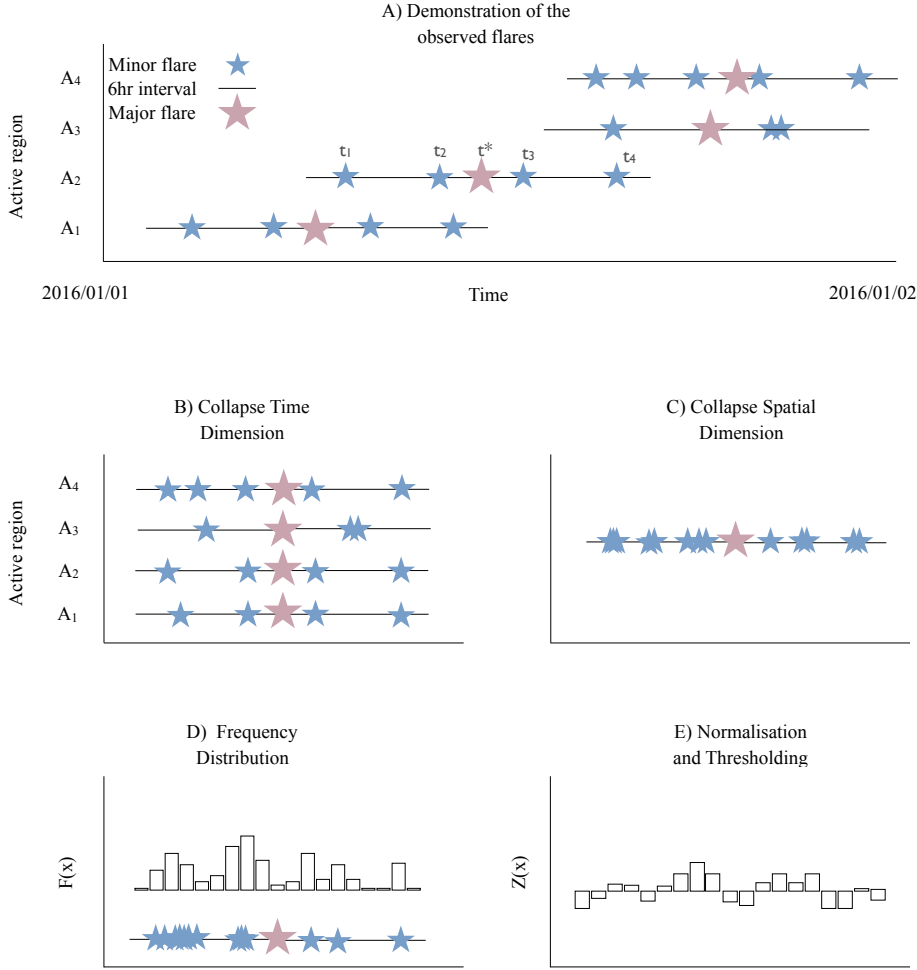 A) Demonstration of the
observed flares
Minor flare
6hr interval
Major flare
Active region
A4
A3
A2
A1
t1 t2 t* t3 t4
2016/01/01 Time 2016/01/02
B) Collapse Time
Dimension
Active region
A4
A3
A2
A1
C) Collapse Spatial
Dimension
D) Frequency
Distribution
F(x)
E) Normalisation
and Thresholding
Z(x)